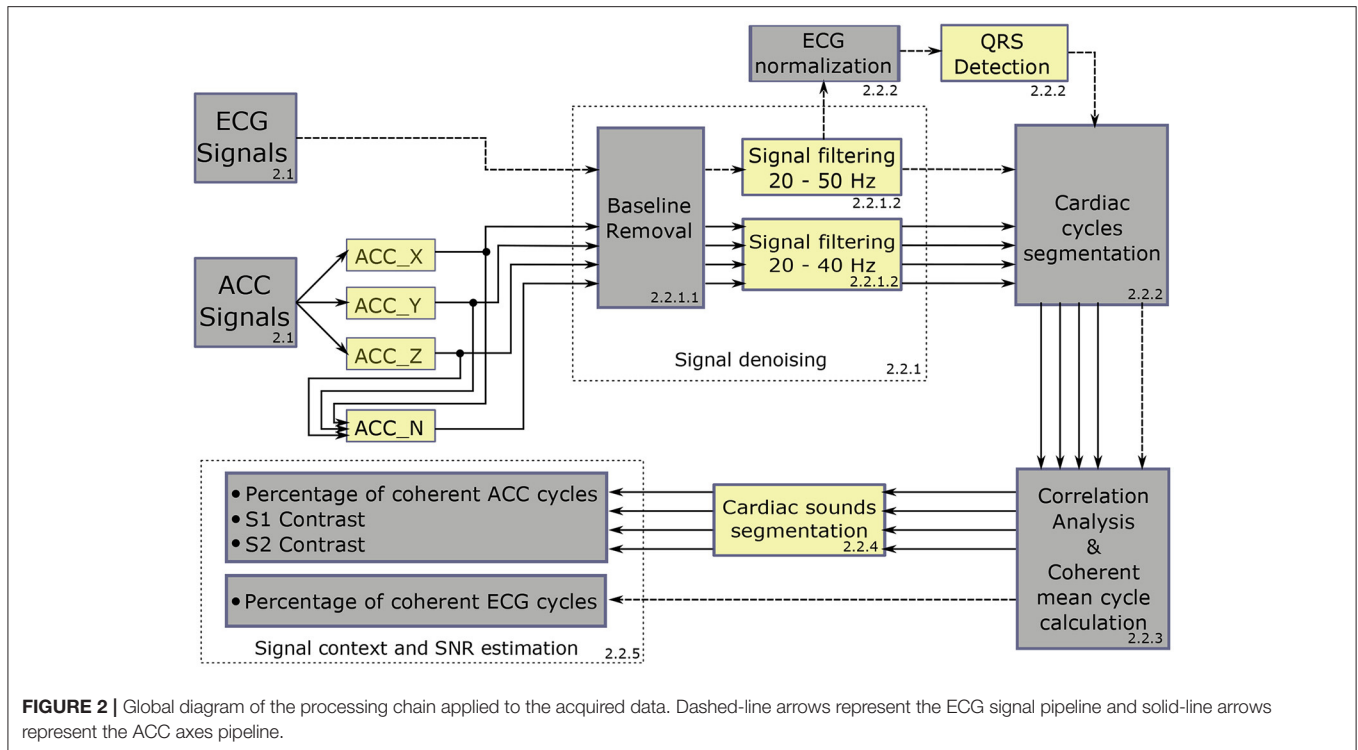 ECG
normalization
2.2.2
QRS
Detection
2.2.2
ECG
Signals
2.1
Signal filtering
20 - 50 Hz
2.2.1.2
Baseline
Removal
2.2.1.1
Signal filtering
20 - 40 Hz
2.2.1.2
Cardiac
cycles
segmentation
2.2.2
ACC
Signals
2.1
ACC_X
ACC_Y
ACC_Z
ACC_N
Signal denoising
2.2.1
• Percentage of coherent ACC cycles
• S1 Contrast
• S2 Contrast
• Percentage of coherent ECG cycles
Signal context and SNR estimation
2.2.5
Cardiac sounds
segmentation
2.2.4
Correlation
Analysis
&
Coherent
mean cycle
calculation
2.2.3
FIGURE 2 | Global diagram of the processing chain applied to the acquired data. Dashed-line arrows represent the ECG signal pipeline and solid-line arrows
represent the ACC axes pipeline.